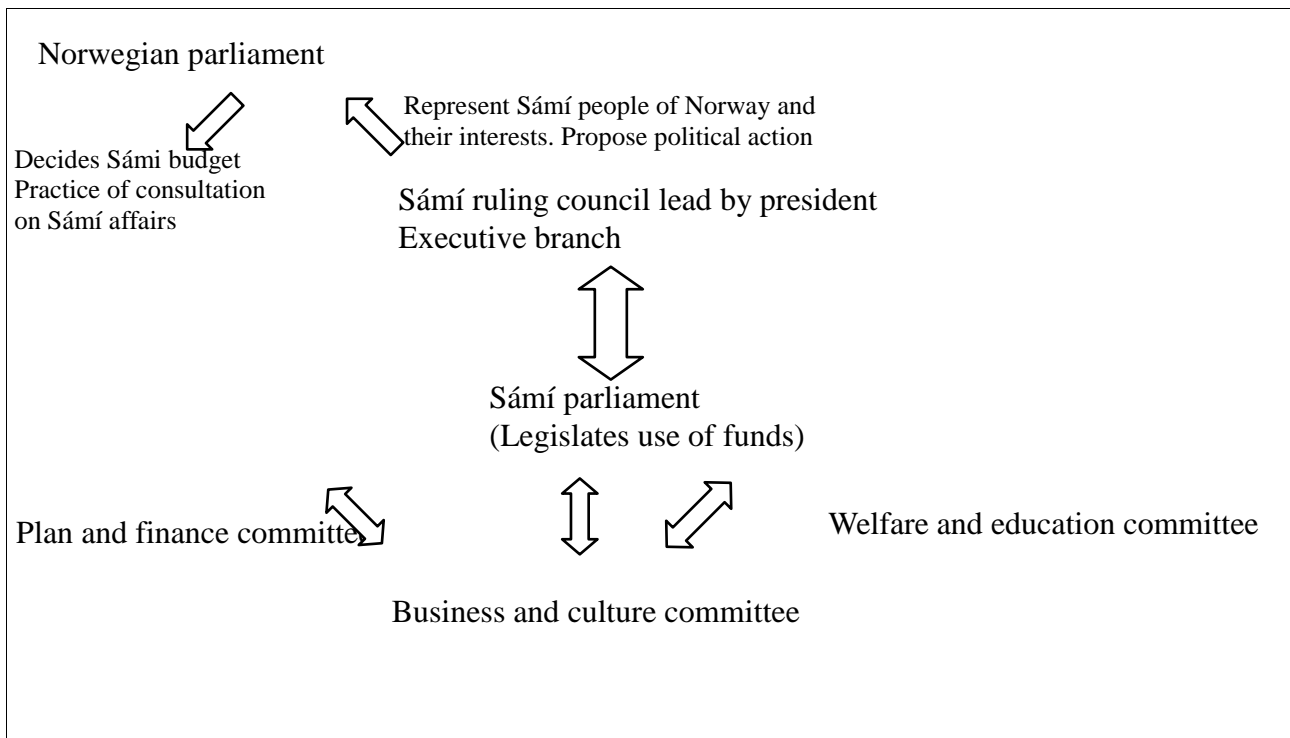 Norwegian parliament
Represent Sámí people of Norway and
their interests. Propose political action
Decides Sámi budget
Practice of consultation
on Sámí affairs
Sámí ruling council lead by president
Executive branch
Sámí parliament
(Legislates use of funds)
Plan and finance committe
Welfare and education committee
Business and culture committee